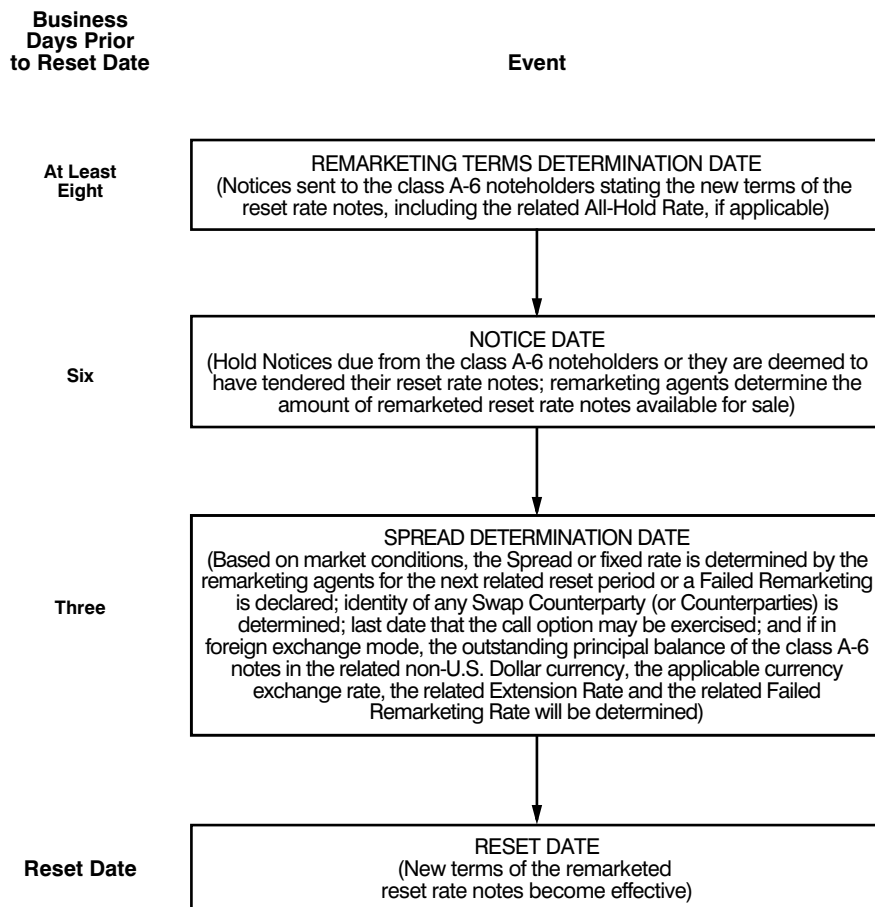 Business
Days Prior
to Reset Date
Event
At Least
Eight
REMARKETING TERMS DETERMINATION DATE
(Notices sent to the class A-6 noteholders stating the new terms of the
reset rate notes, including the related All-Hold Rate, if applicable)
Six
NOTICE DATE
(Hold Notices due from the class A-6 noteholders or they are deemed to
have tendered their reset rate notes; remarketing agents determine the
amount of remarketed reset rate notes available for sale)
Three
SPREAD DETERMINATION DATE
(Based on market conditions, the Spread or fixed rate is determined by the
remarketing agents for the next related reset period or a Failed Remarketing
is declared; identity of any Swap Counterparty (or Counterparties) is
determined; last date that the call option may be exercised; and if in
foreign exchange mode, the outstanding principal balance of the class A-6
notes in the related non-U.S. Dollar currency, the applicable currency
exchange rate, the related Extension Rate and the related Failed
Remarketing Rate will be determined)
Reset Date
RESET DATE
(New terms of the remarketed
reset rate notes become effective)